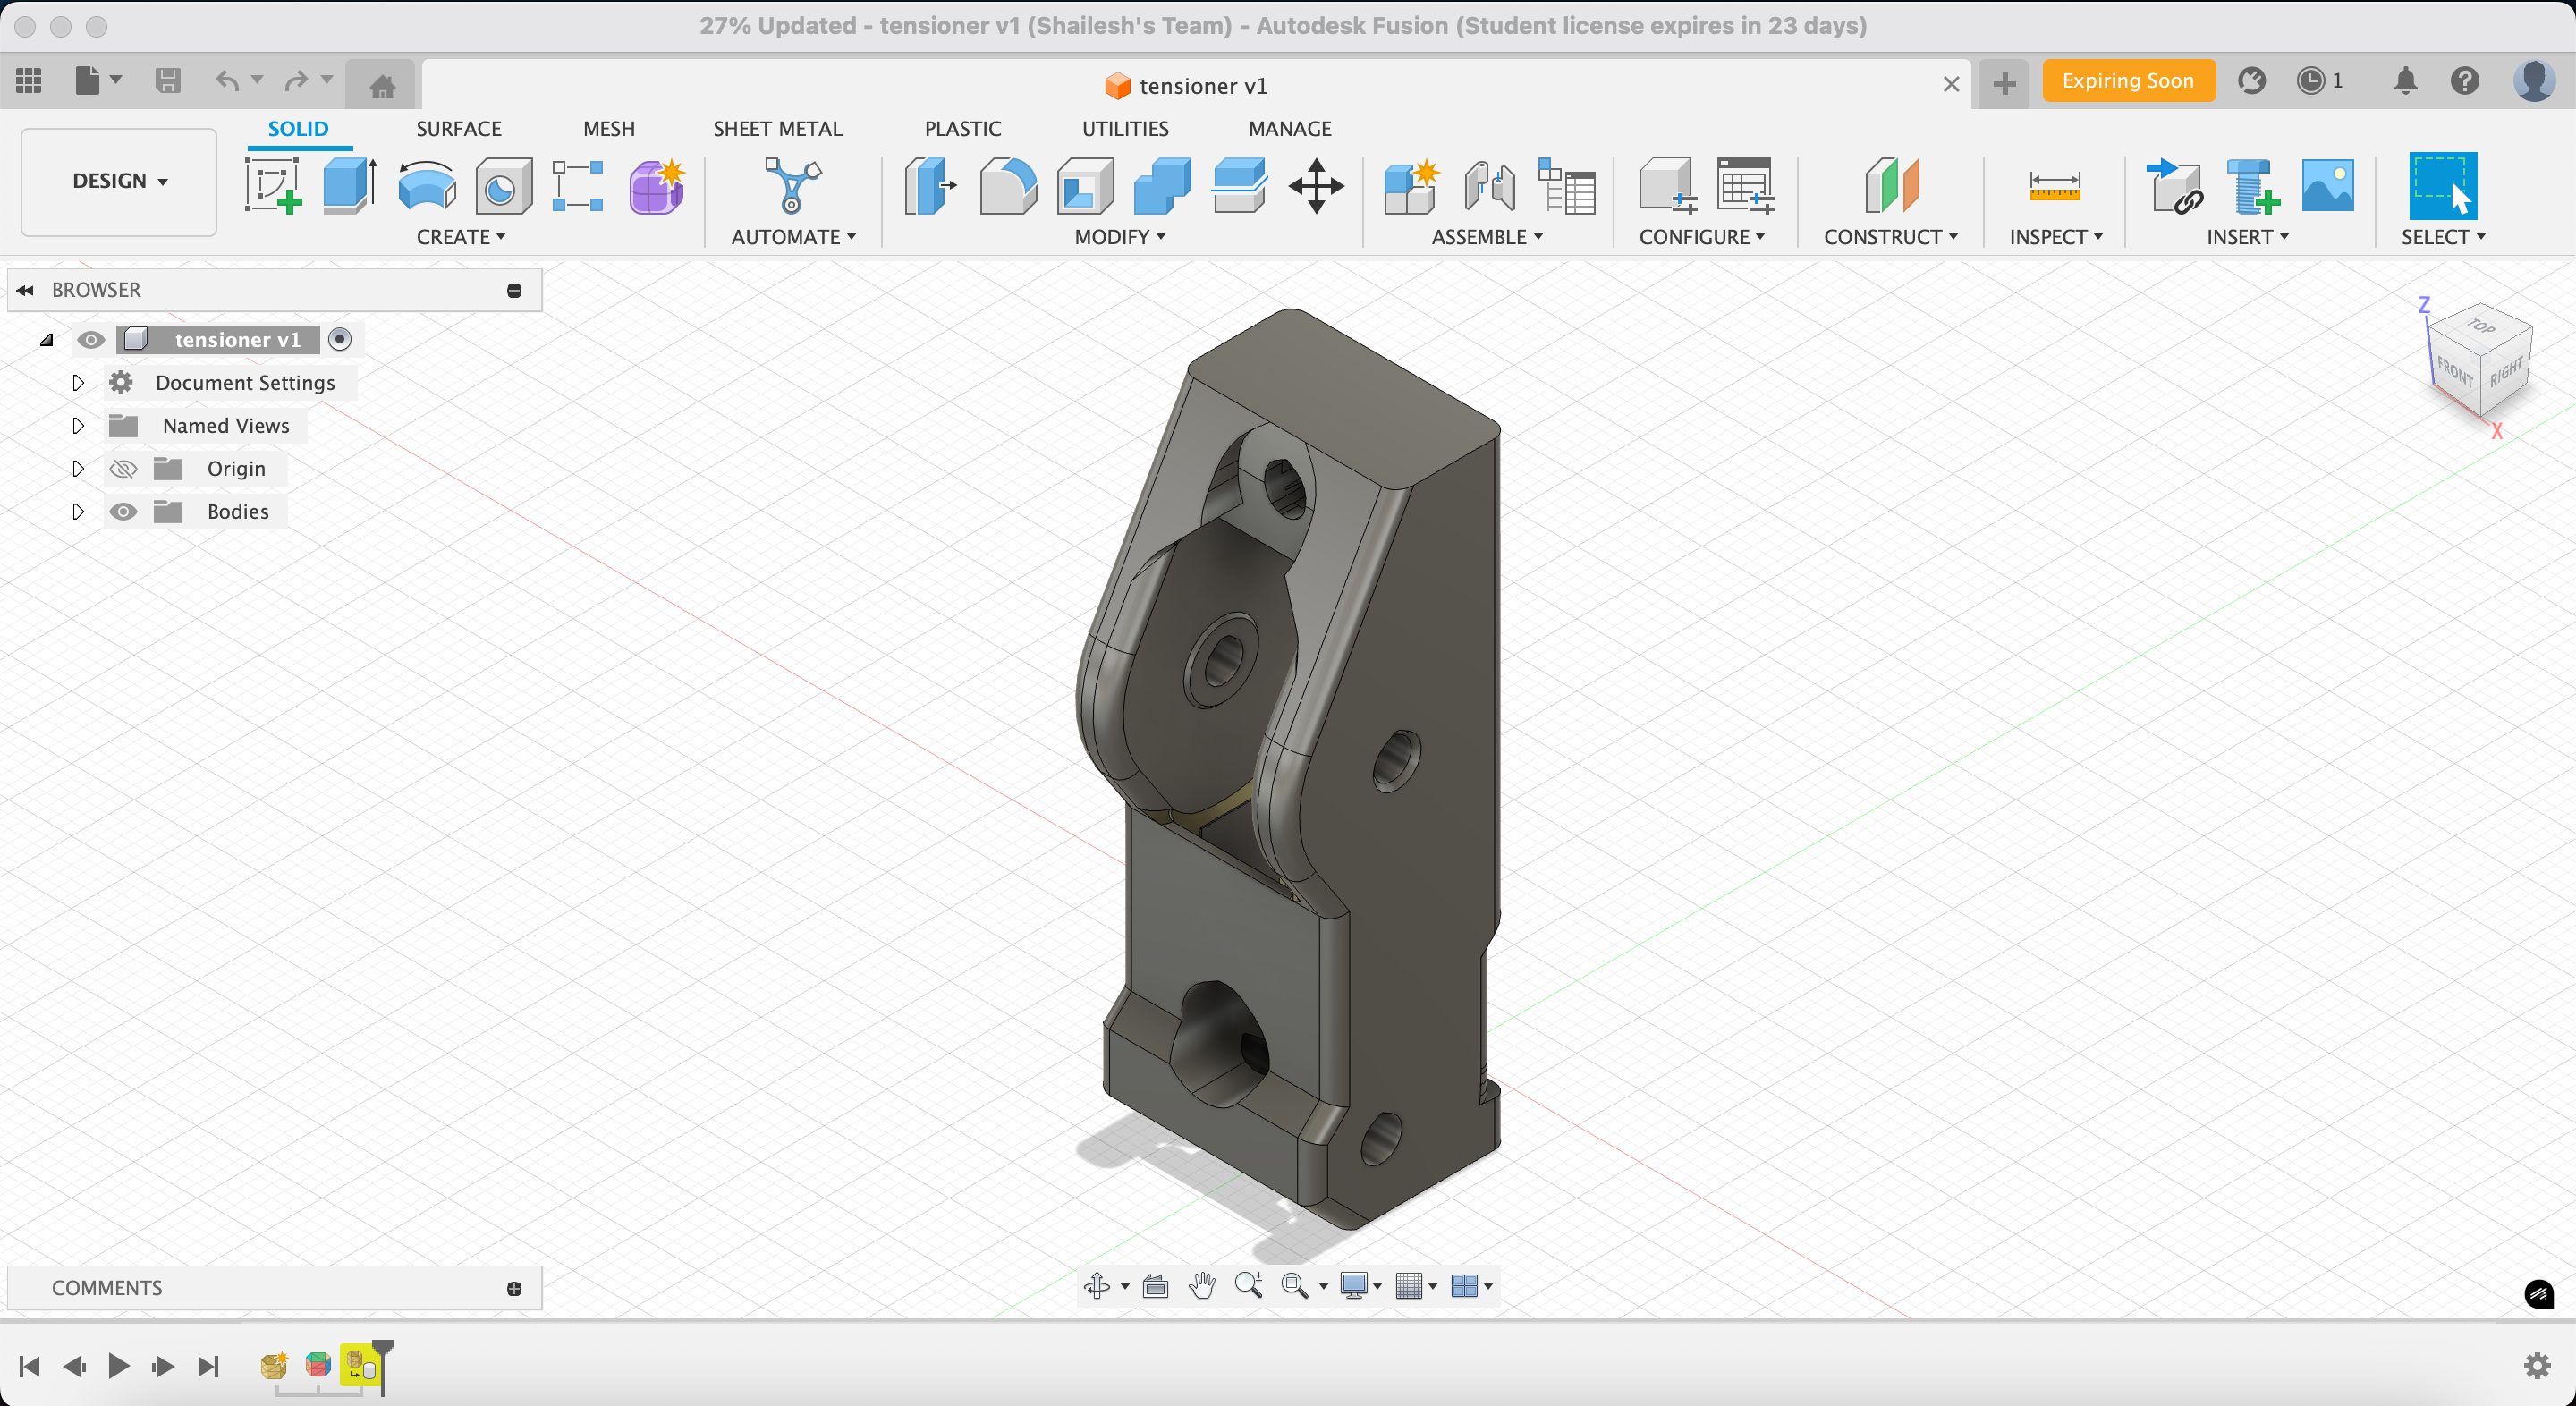 27% Updated - tensioner v1 (Shailesh's Team) - Autodesk Fusion (Student license expires in 23 days)
tensioner v1
Expiring Soon
1
DESIGN
SOLID SURFACE MESH SHEET METAL PLASTIC UTILITIES MANAGE
CREATE AUTOMATE MODIFY ASSEMBLE CONFIGURE CONSTRUCT INSPECT INSERT SELECT
BROWSER
tensioner v1
Document Settings
Named Views
Origin
Bodies
Z
TOP
FRONT
RIGHT
X
COMMENTS